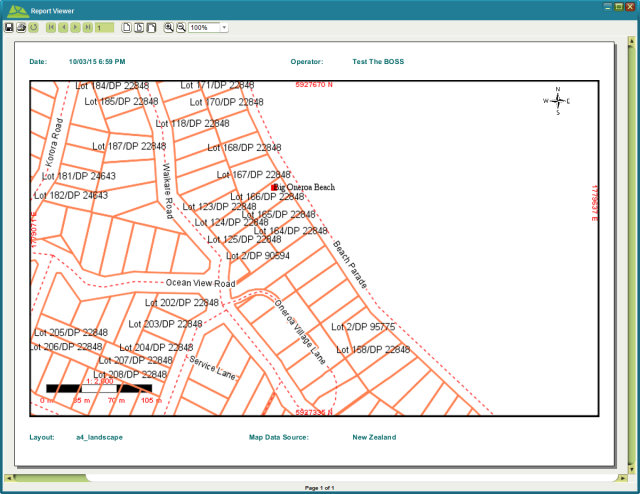 Report Viewer
1
100%
Date: 10/03/15 6:59 PM Operator: Test The BOSS
Lot 184/DP 22848
Lot 171/DP 22848
5927670 N
Lot 185/DP 22848
Lot 170/DP 22848
N
W E
S
Lot 118/DP 22848
Korora Road
Lot 187/DP 22848
Lot 168/DP 22848
Lot 181/DP 24643
Waikare Road
Lot 167/DP 22848
Big Oneroa Beach
Lot 182/DP 24643
Lot 166/DP 22848
1779637 E
Lot 123/DP 22848
Lot 165/DP 22848
Lot 124/DP 22848
Lot 164/DP 22848
Lot 125/DP 22848
Lot 2/DP 90594
Beach Parade
Ocean View Road
Lot 202/DP 22848
Lot 203/DP 22848
Oneroa Village Lane
Lot 2/DP 95775
Lot 205/DP 22848
Lot 206/DP 22848
Lot 204/DP 22848
Lot 158/DP 22848
Lot 207/DP 22848
Service Lane
Lot 208/DP 22848
1: 2,000
0 m 35 m 70 m 105 m
5927335 N
Layout: a4_landscape Map Data Source: New Zealand
Page 1 of 1